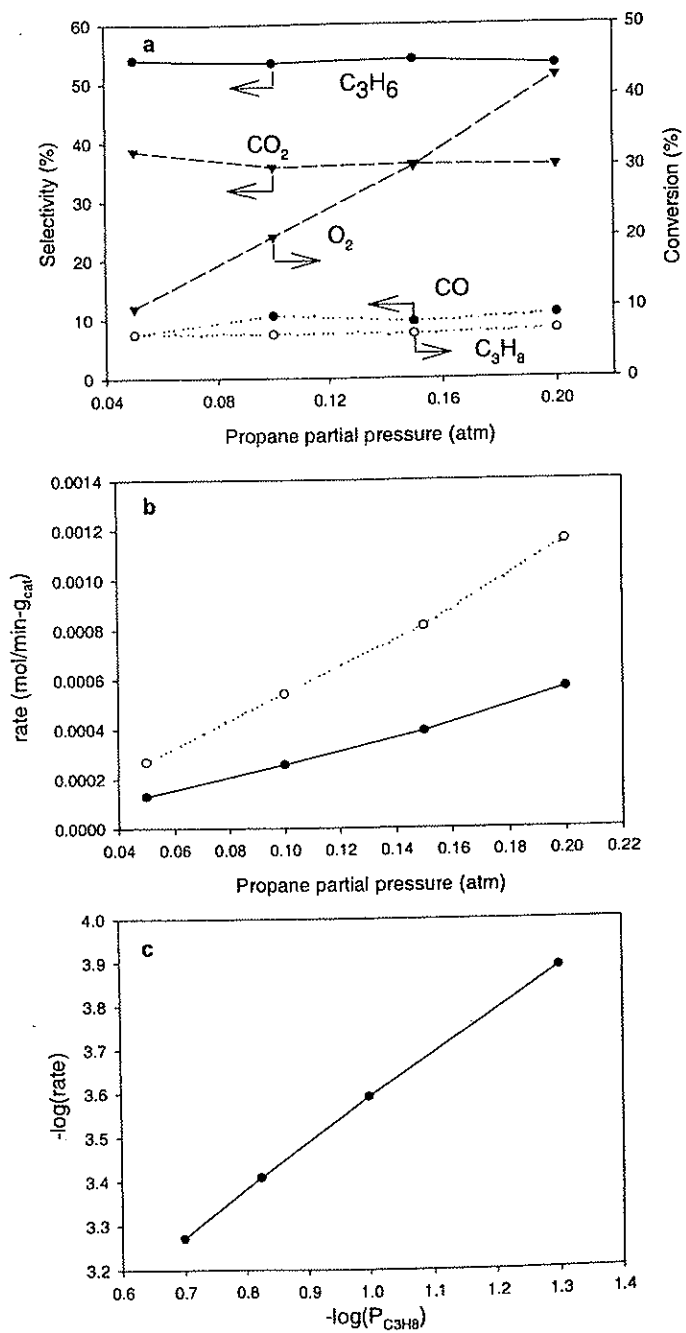 a
C3H6
CO2
O2
CO
C3H8
60
50
40
30
20
10
0
50
40
30
20
10
0
Selectivity (%)
Conversion (%)
0.04 0.08 0.12 0.16 0.20
Propane partial pressure (atm)
b
0.0014
0.0012
0.0010
0.0008
0.0006
0.0004
0.0002
0.0000
rate (mol/min-gcat)
0.04 0.06 0.08 0.10 0.12 0.14 0.16 0.18 0.20 0.22
Propane partial pressure (atm)
c
4.0
3.9
3.8
3.7
3.6
3.5
3.4
3.3
3.2
-log(rate)
0.6 0.7 0.8 0.9 1.0 1.1 1.2 1.3 1.4
-log(PC3H8)